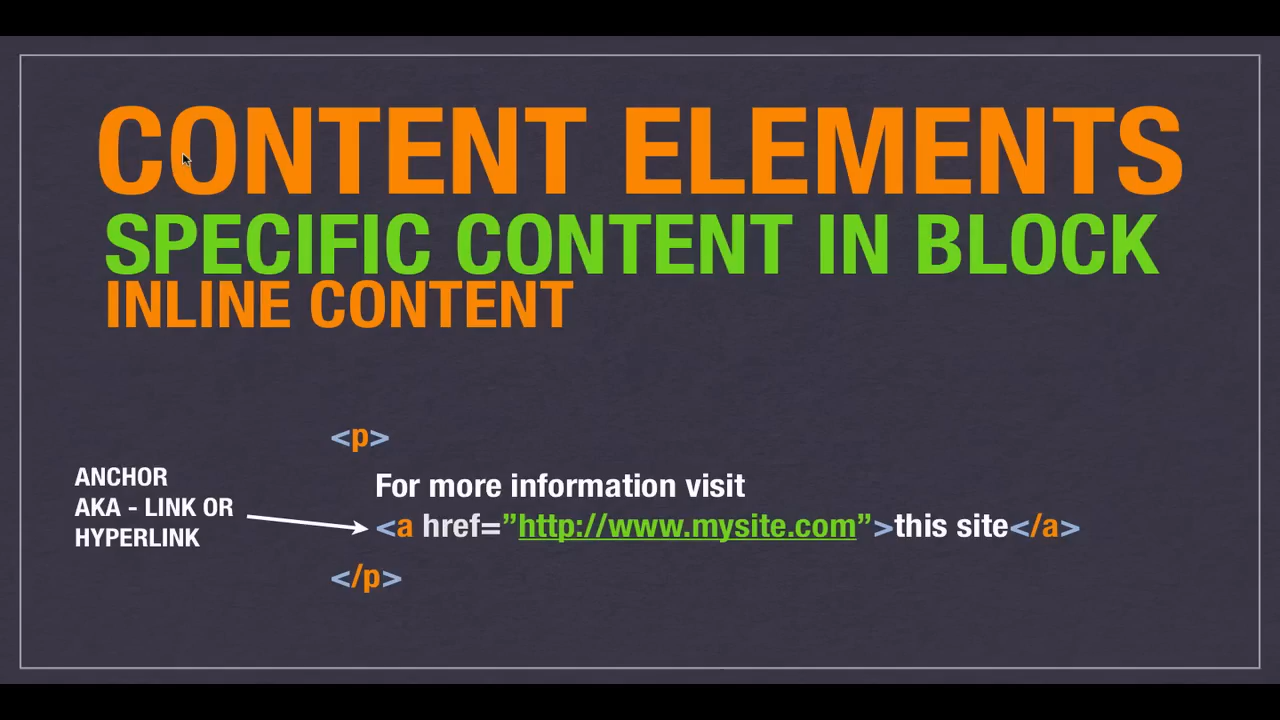 CONTENT ELEMENTS
SPECIFIC CONTENT IN BLOCK
INLINE CONTENT
<p>
ANCHOR
AKA - LINK OR
HYPERLINK
For more information visit
<a href=”http://www.mysite.com”>this site</a>
</p>